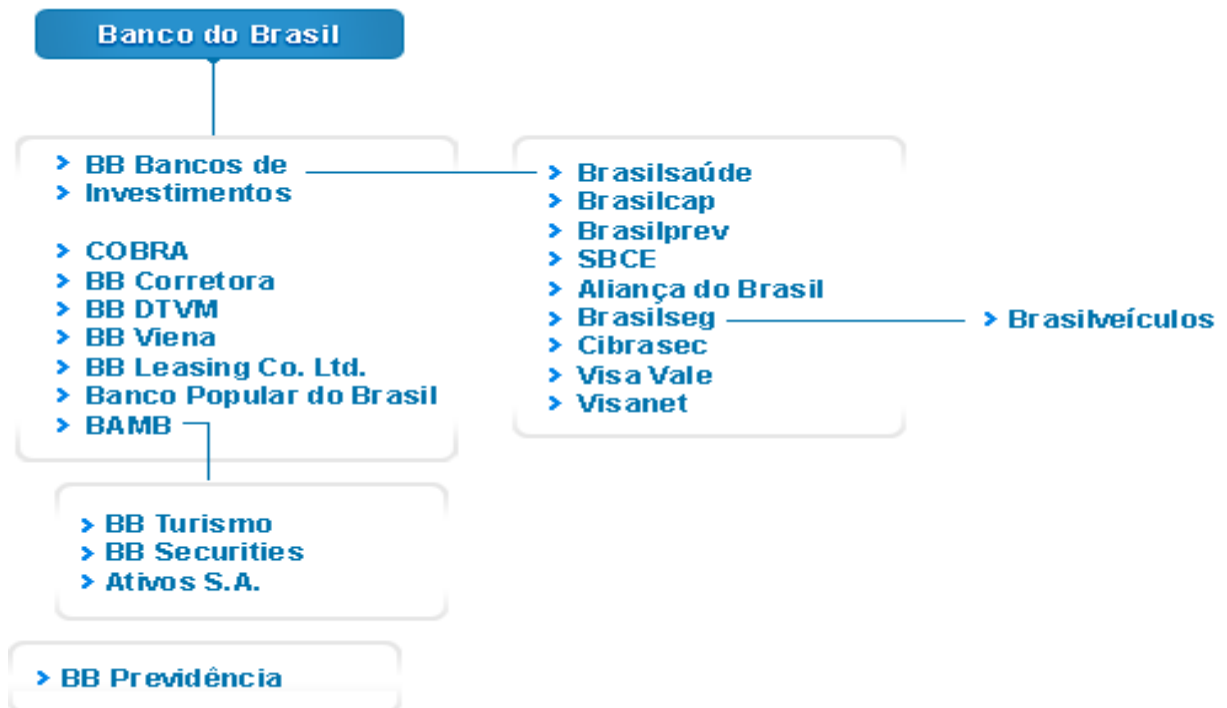 Banco do Brasil
BB Bancos de
Investimentos
COBRA
BB Corretora
BB DTVM
BB Viena
BB Leasing Co. Ltd.
Banco Popular do Brasil
BAMB
Brasilsaúde
Brasilcap
Brasilprev
SBCE
Aliança do Brasil
Brasilseg
Cibrasec
Visa Vale
Visanet
Brasilveículos
BB Turismo
BB Securities
Ativos S.A.
BB Previdência